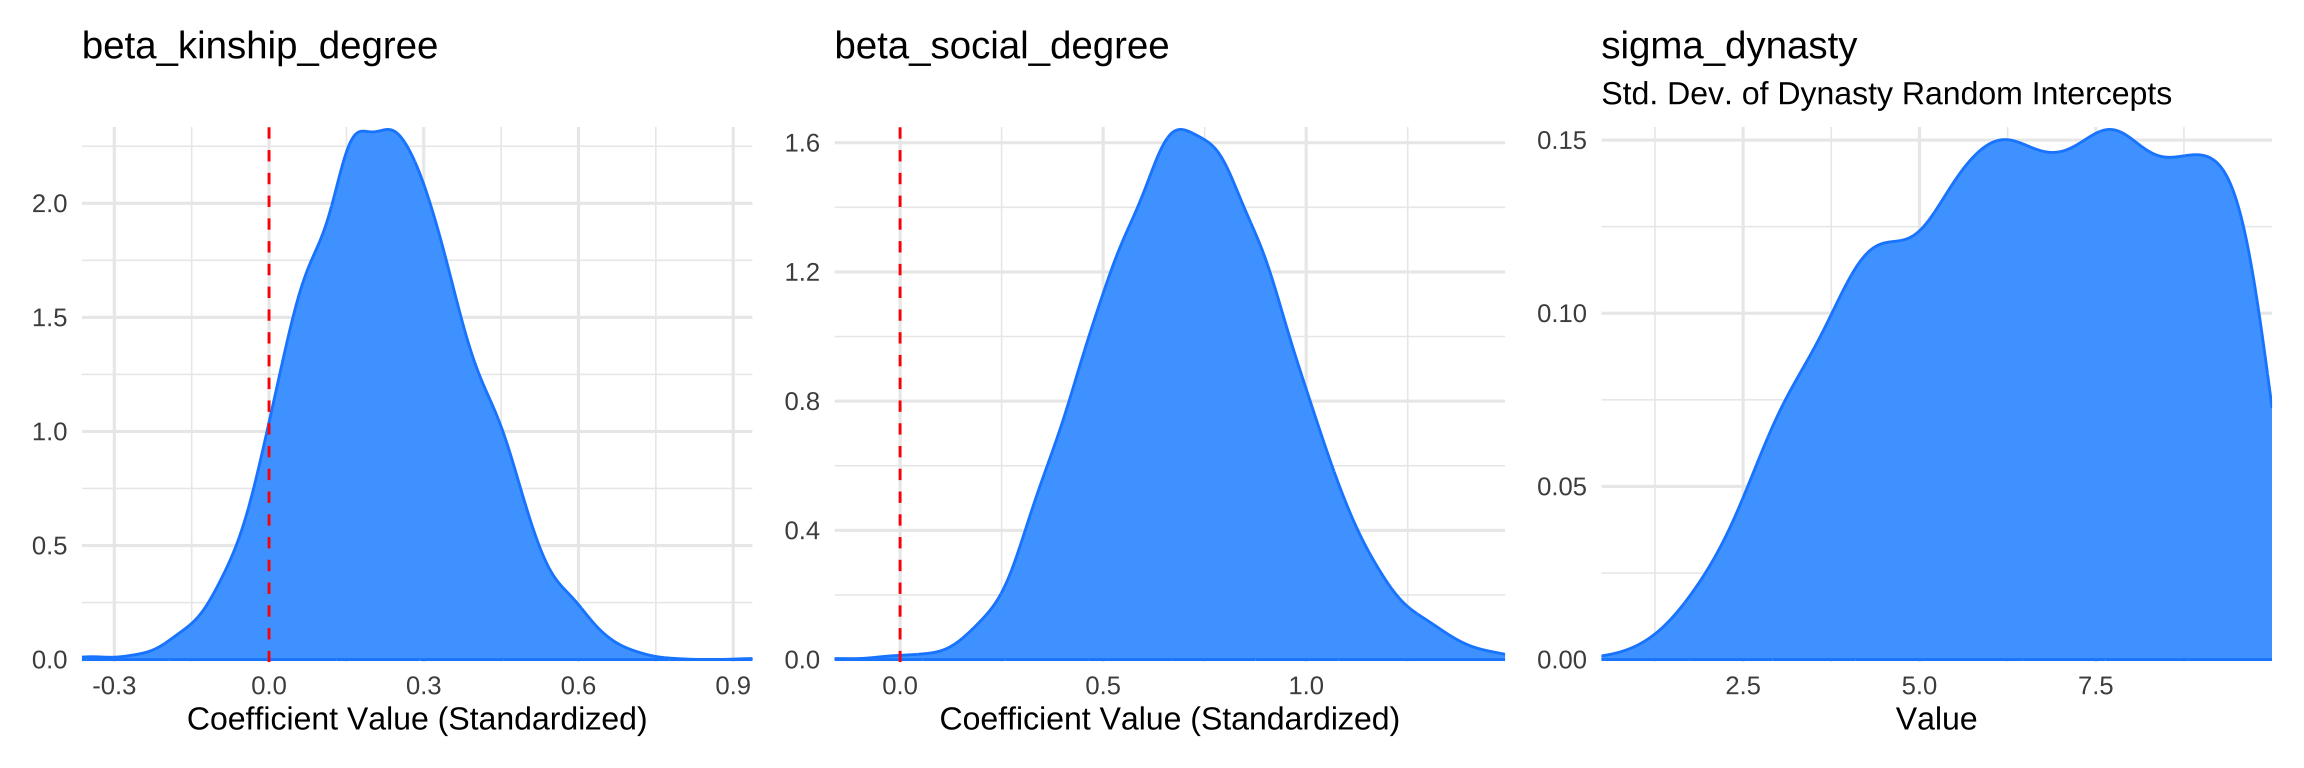 beta_kinship_degree
2.0
1.5
1.0
0.5
0.0
-0.3 0.0 0.3 0.6 0.9
Coefficient Value (Standardized)
beta_social_degree
1.6
1.2
0.8
0.4
0.0
0.0 0.5 1.0
Coefficient Value (Standardized)
sigma_dynasty
Std. Dev. of Dynasty Random Intercepts
0.15
0.10
0.05
0.00
2.5 5.0 7.5
Value